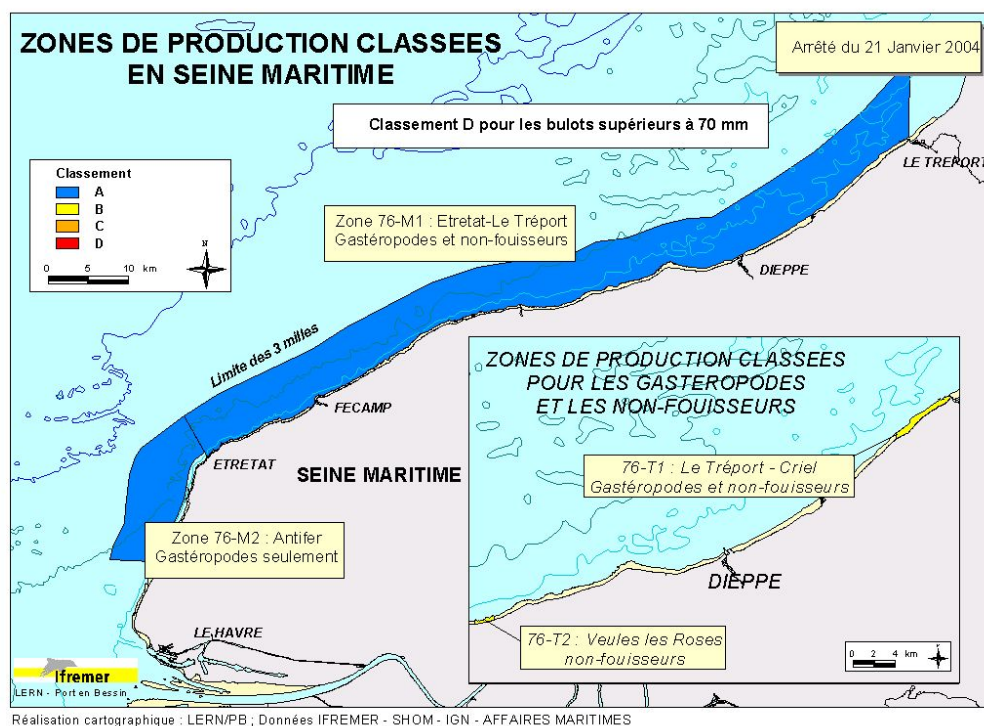 ZONES DE PRODUCTION CLASSEES
EN SEINE MARITIME
Arrêté du 21 Janvier 2004
Classement D pour les bulots supérieurs à 70 mm
LE TREPORT
Classement
A
B
C
D
0 5 10 km
N
Zone 76-M1 : Etretat-Le Tréport
Gastéropodes et non-fouisseurs
DIEPPE
Limite des 3 milles
FECAMP
ETRETAT
SEINE MARITIME
Zone 76-M2 : Antifer
Gastéropodes seulement
LE HAVRE
ZONES DE PRODUCTION CLASSEES
POUR LES GASTEROPODES
ET LES NON-FOUISSEURS
76-T1 : Le Tréport - Criel
Gastéropodes et non-fouisseurs
DIEPPE
76-T2 : Veules les Roses
non-fouisseurs
0 2 4 km
Ifremer
LERN - Port en Bessin
Réalisation cartographique : LERN/PB ; Données IFREMER - SHOM - IGN - AFFAIRES MARITIMES